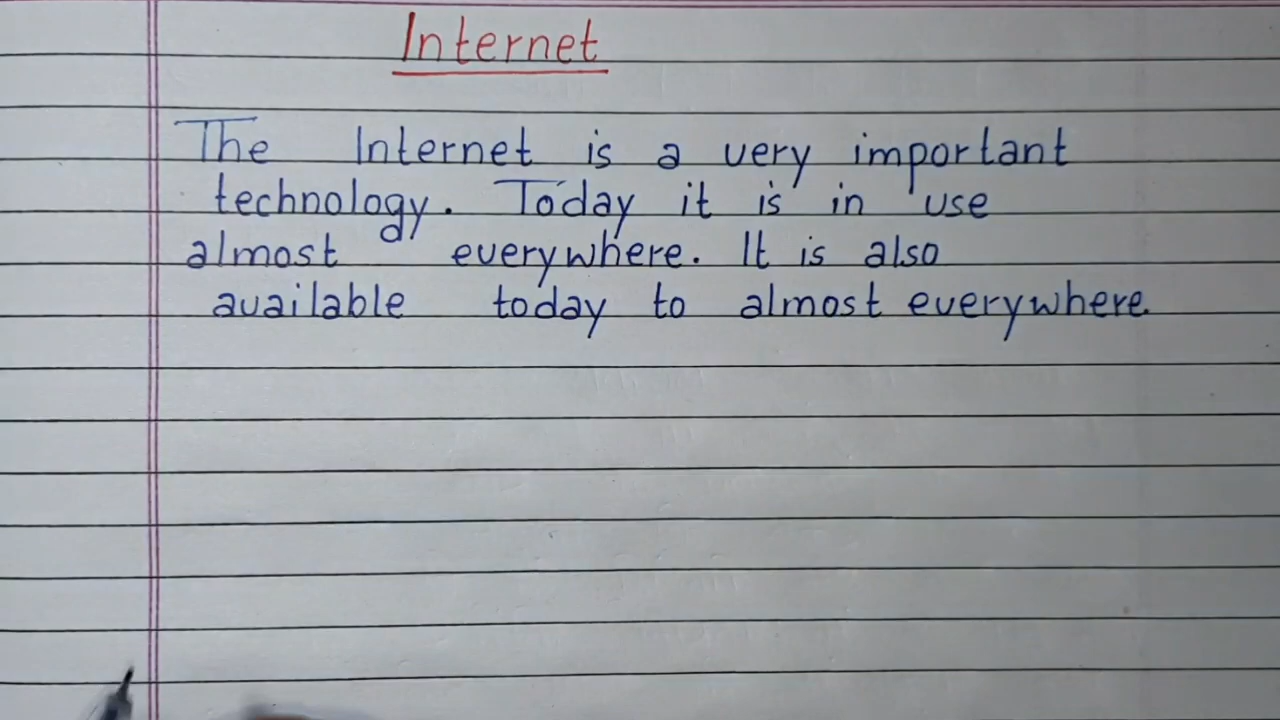 Internet
The Internet is a very important
technology. Today it is in use
almost everywhere. It is also
available today to almost everywhere.